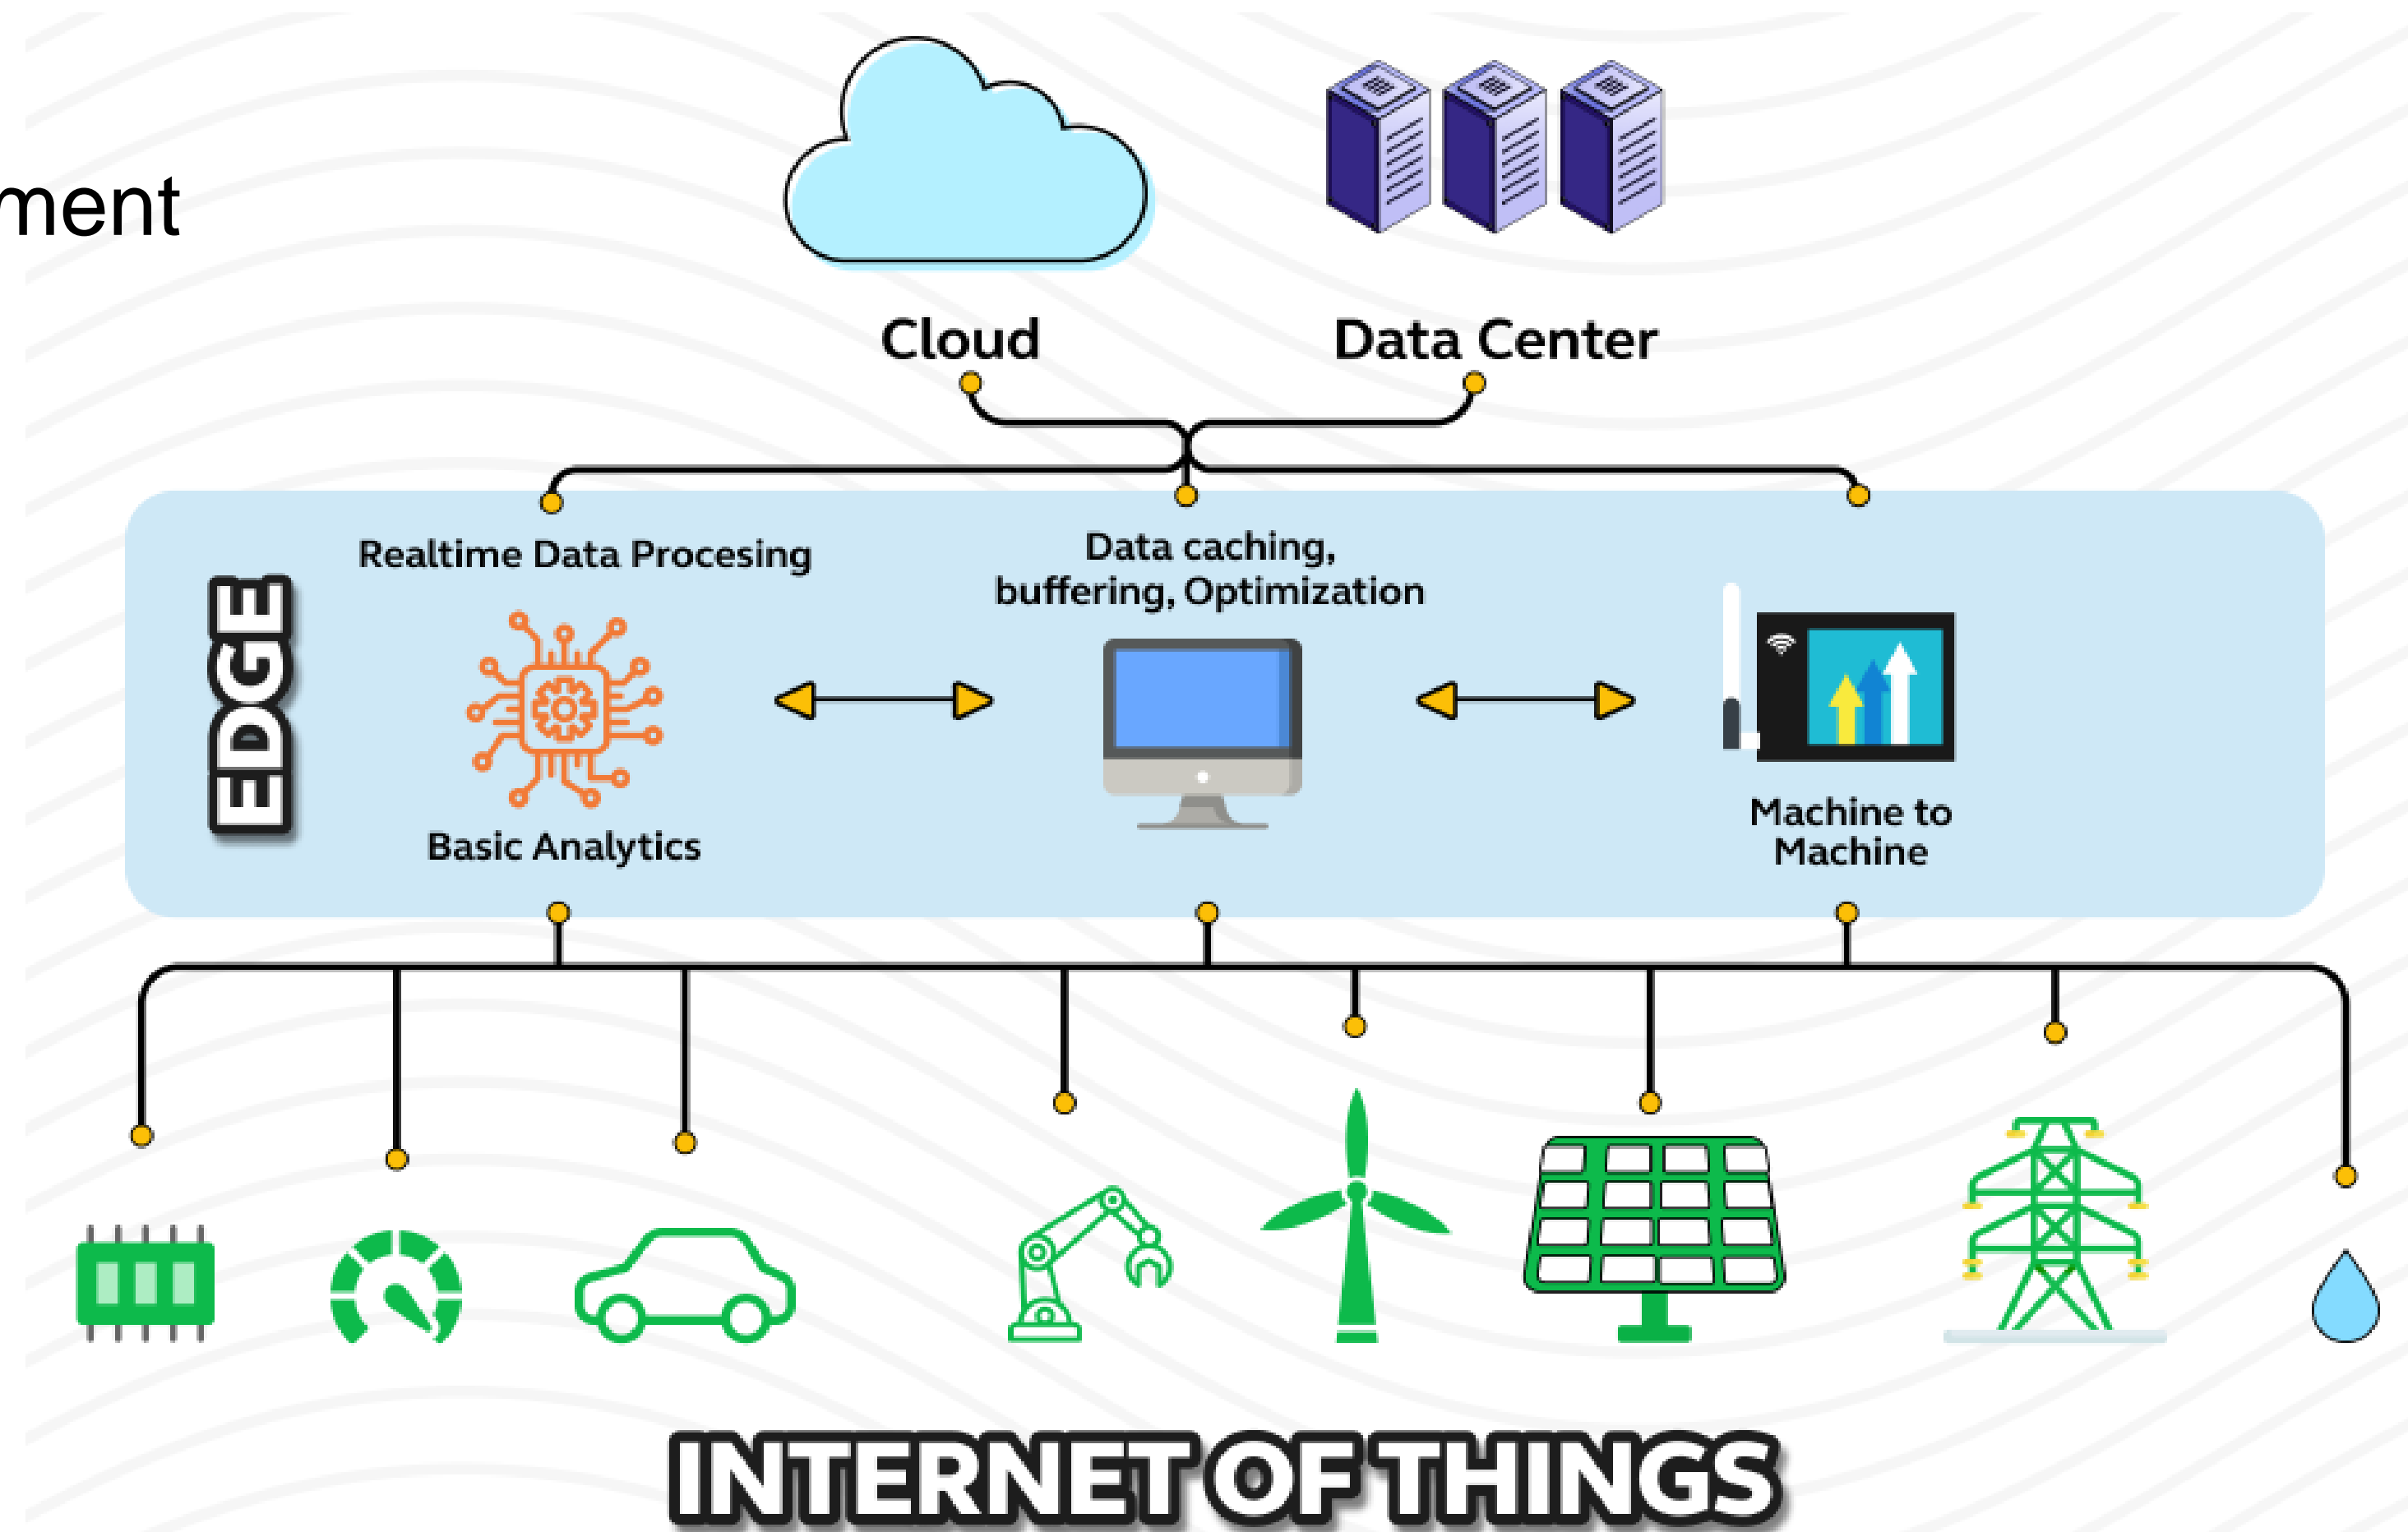 ment
Cloud
Data Center
EDGE
Realtime Data Procesing
Data caching,
buffering, Optimization
Basic Analytics
Machine to
Machine
INTERNET OF THINGS